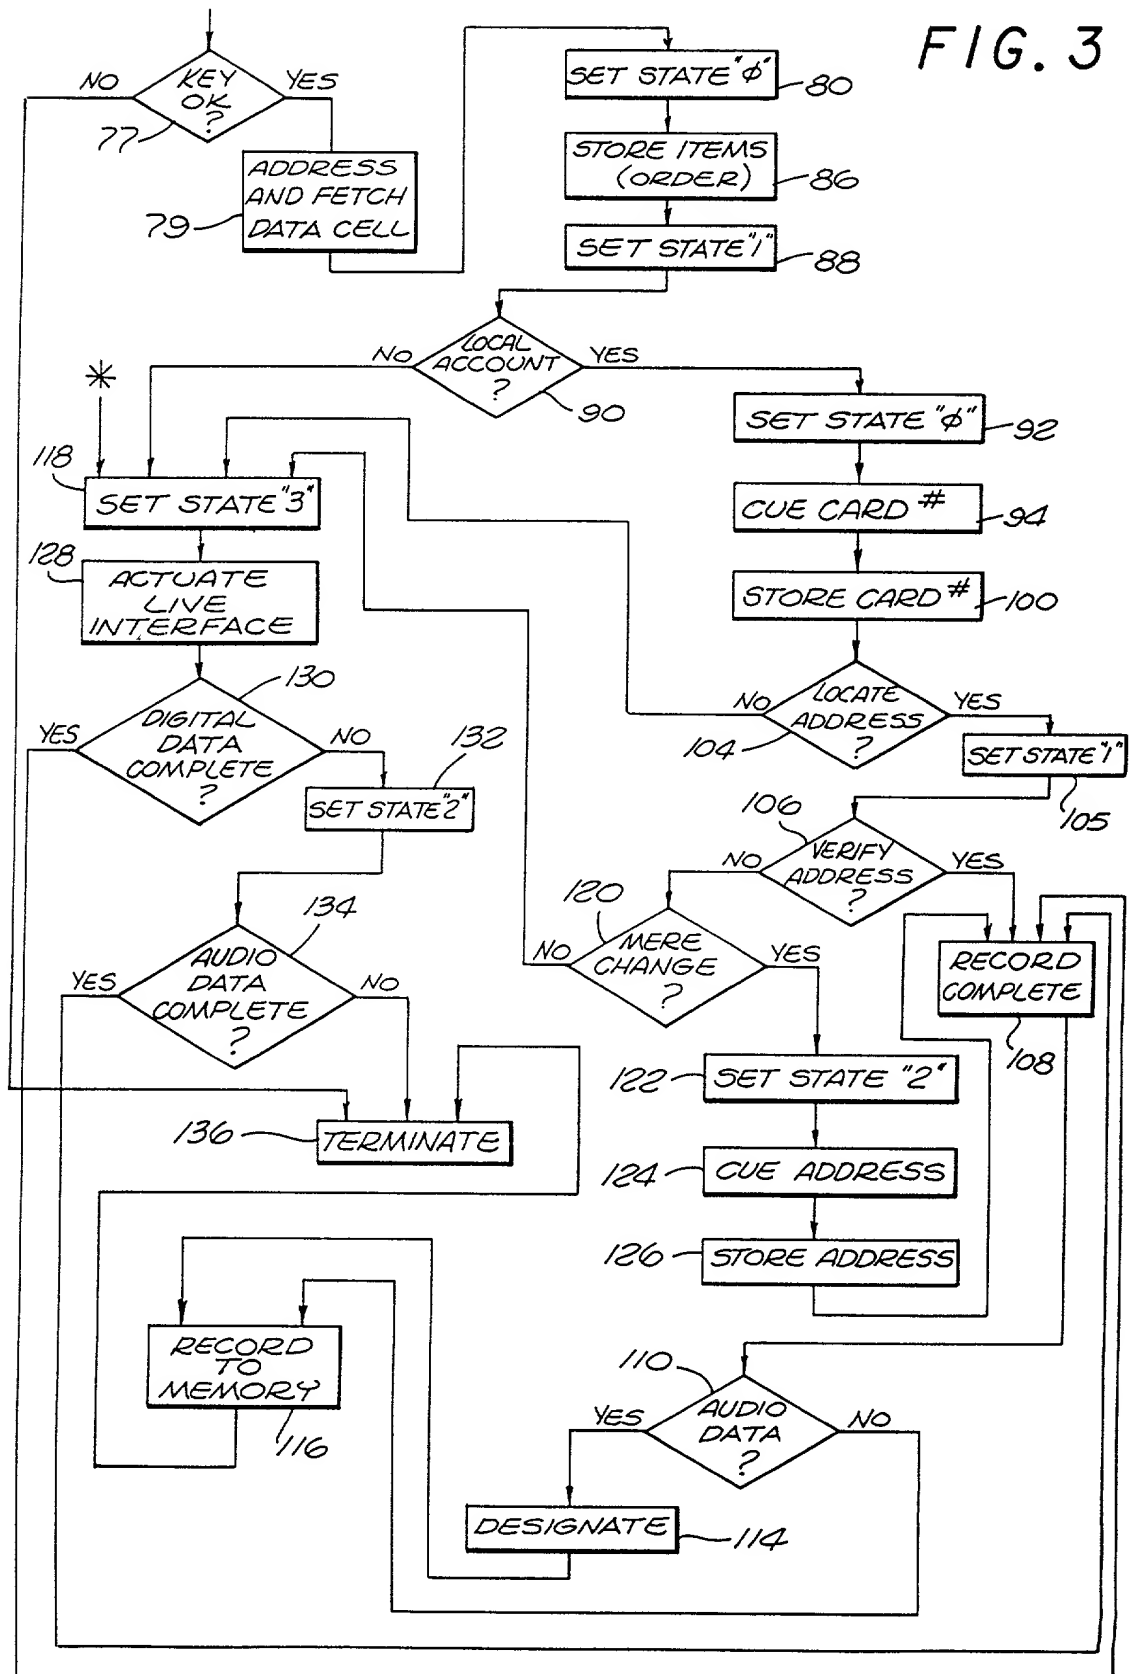 FIG. 3
NO
KEY
OK
?
YES
77
ADDRESS
AND FETCH
DATA CELL
79
SET STATE "φ"
80
STORE ITEMS
(ORDER)
86
SET STATE "1"
88
NO
LOCAL
ACCOUNT
?
YES
90
*
SET STATE "φ"
92
118
SET STATE "3"
CUE CARD #
94
128
ACTUATE
LIVE
INTERFACE
STORE CARD #
100
130
YES
DIGITAL
DATA
COMPLETE
?
NO
NO
LOCATE
ADDRESS
?
YES
104
132
SET STATE "2"
SET STATE "1"
105
106
NO
VERIFY
ADDRESS
?
YES
134
YES
AUDIO
DATA
COMPLETE
?
NO
120
NO
MERE
CHANGE
?
YES
RECORD
COMPLETE
108
122
SET STATE "2"
136
TERMINATE
124
CUE ADDRESS
126
STORE ADDRESS
RECORD
TO
MEMORY
116
110
YES
AUDIO
DATA
?
NO
DESIGNATE
114